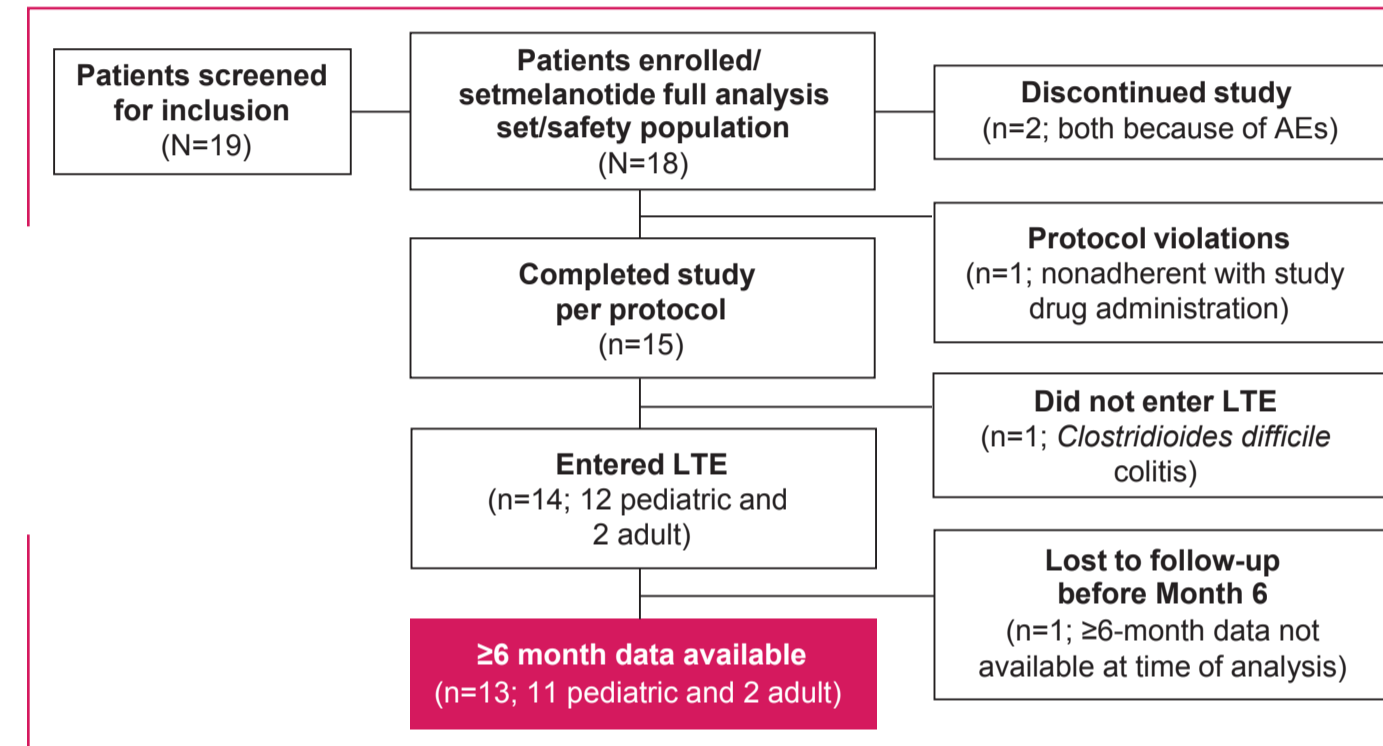 Patients screened
for inclusion
(N=19)
Patients enrolled/
setmelanotide full analysis
set/safety population
(N=18)
Discontinued study
(n=2; both because of AEs)
Protocol violations
(n=1; nonadherent with study
drug administration)
Completed study
per protocol
(n=15)
Did not enter LTE
(n=1; Clostridioides difficile
colitis)
Entered LTE
(n=14; 12 pediatric and
2 adult)
Lost to follow-up
before Month 6
(n=1; ≥6-month data not
available at time of analysis)
≥6 month data available
(n=13; 11 pediatric and 2 adult)